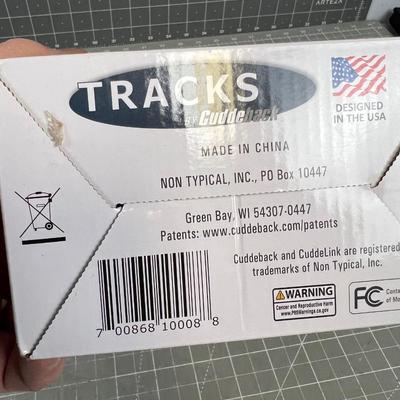 ARTEZA
TRACKS
BY Cuddeback
DESIGNED
IN THE USA
MADE IN CHINA
NON TYPICAL, INC., PO Box 10447
Green Bay, WI 54307-0447
Patents: www.cuddeback.com/patents
Cuddeback and CuddeLink are registered
trademarks of Non Typical, Inc.
WARNING
Cancer and Reproductive Harm
www.P65Warnings.ca.gov
FC
7 00868 10008 8